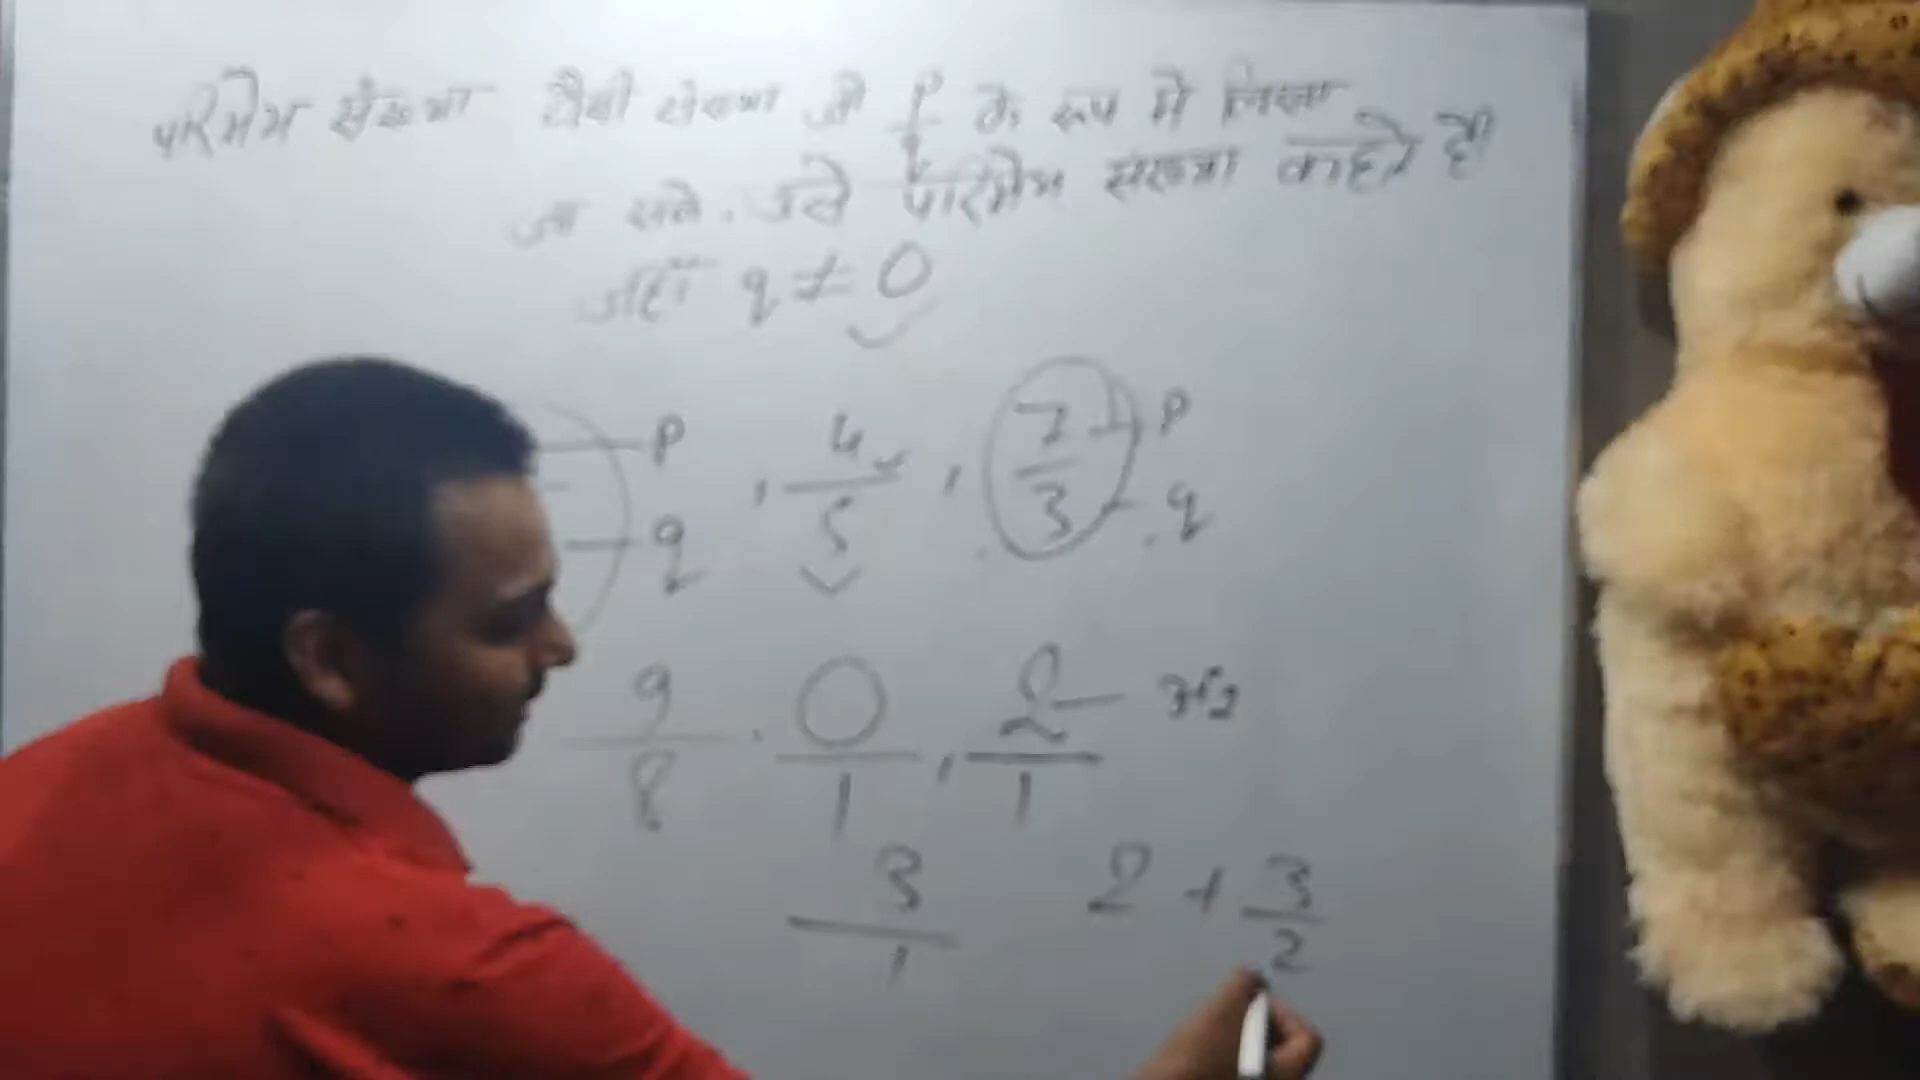 परिमेय संख्या वैसी संख्या जो p/q के रूप में लिखा
जा सके. उसे परिमेय संख्या कहते है
जहाँ q ≠ 0
p/q , 4/5 , 7/3 p q
9/8 . 0/1 , 2/1
3/1 2 + 3/2